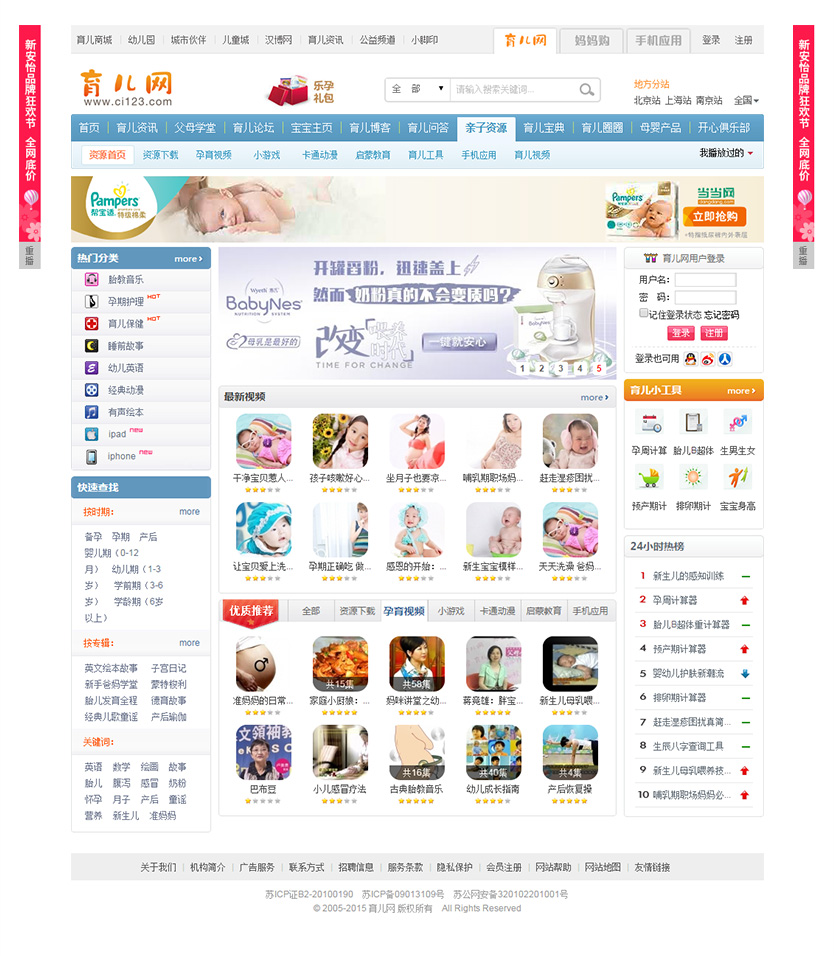 育儿商城 幼儿园 城市伙伴 儿童城 汉博网 育儿资讯 公益频道 小脚印 育儿网 妈妈购 手机应用 登录 注册
新安怡品牌狂欢节 全网底价
重播
新安怡品牌狂欢节 全网底价
重播
育儿网
www.ci123.com
乐孕礼包
全 部 请输入搜索关键词...
地方分站
北京站 上海站 南京站 全国
首页 育儿资讯 父母学堂 育儿论坛 宝宝主页 育儿博客 育儿问答 亲子资源 育儿宝典 育儿圈圈 母婴产品 开心俱乐部
资源首页 资源下载 孕育视频 小游戏 卡通动漫 启蒙教育 育儿工具 手机应用 育儿视频 我播放过的
Pampers
帮宝适 特级棉柔
Pampers
当当网
dangdang.com
立即抢购
热门分类 more
胎教音乐
孕期护理 HOT
育儿保健 HOT
睡前故事
幼儿英语
经典动漫
有声绘本
ipad new
iphone new
开罐舀粉，迅速盖上
然而 奶粉真的不会变质吗?
Wyeth 惠氏
BabyNes
NUTRITION SYSTEM
母乳是最好的
改变 喂养时代
TIME FOR CHANGE
一键就安心
BabyNes
1 2 3 4 5
育儿网用户登录
用户名:
密 码:
记住登录状态 忘记密码
登录 注册
登录也可用
育儿小工具 more
孕周计算 胎儿B超体 生男生女
预产期计 排卵期计 宝宝身高
最新视频 more
干净宝贝惹人... 孩子咳嗽好心... 坐月子也要凉... 哺乳期职场妈... 赶走湿疹困扰...
让宝贝爱上洗... 孕期正确吃 做... 感恩的开始: ... 新生宝宝模样... 天天洗澡 爸妈...
快速查找
按时期: more
备孕 孕期 产后
婴儿期（0-12
月） 幼儿期（1-3
岁） 学前期（3-6
岁） 学龄期（6岁
以上）
按专辑: more
英文绘本故事 子宫日记
新手爸妈学堂 蒙特梭利
胎儿发育全程 德育故事
经典儿歌童谣 产后瑜伽
关键词:
英语 数学 绘画 故事
胎儿 腹泻 感冒 奶粉
怀孕 月子 产后 童谣
营养 新生儿 准妈妈
优质推荐 全部 资源下载 孕育视频 小游戏 卡通动漫 启蒙教育 手机应用
共15集 共58集
准妈妈的日常... 家庭小厨娘: ... 妈咪讲堂之幼... 蒋竟雄: 胖宝... 新生儿母乳喂...
文領袖教
共16集 共40集 共4集
巴布豆 小儿感冒疗法 古典胎教音乐 幼儿成长指南 产后恢复操
24小时热榜
1 新生儿的感知训练
2 孕周计算器
3 胎儿B超体重计算器
4 预产期计算器
5 婴幼儿护肤新潮流
6 排卵期计算器
7 赶走湿疹困扰真简...
8 生辰八字查询工具
9 新生儿母乳喂养技...
10 哺乳期职场妈妈必...
关于我们 机构简介 广告服务 联系方式 招聘信息 服务条款 隐私保护 会员注册 网站帮助 网站地图 友情链接
苏ICP证B2-20100190 苏ICP备09013109号 苏公网安备320102201001号
© 2005-2015 育儿网 版权所有 All Rights Reserved